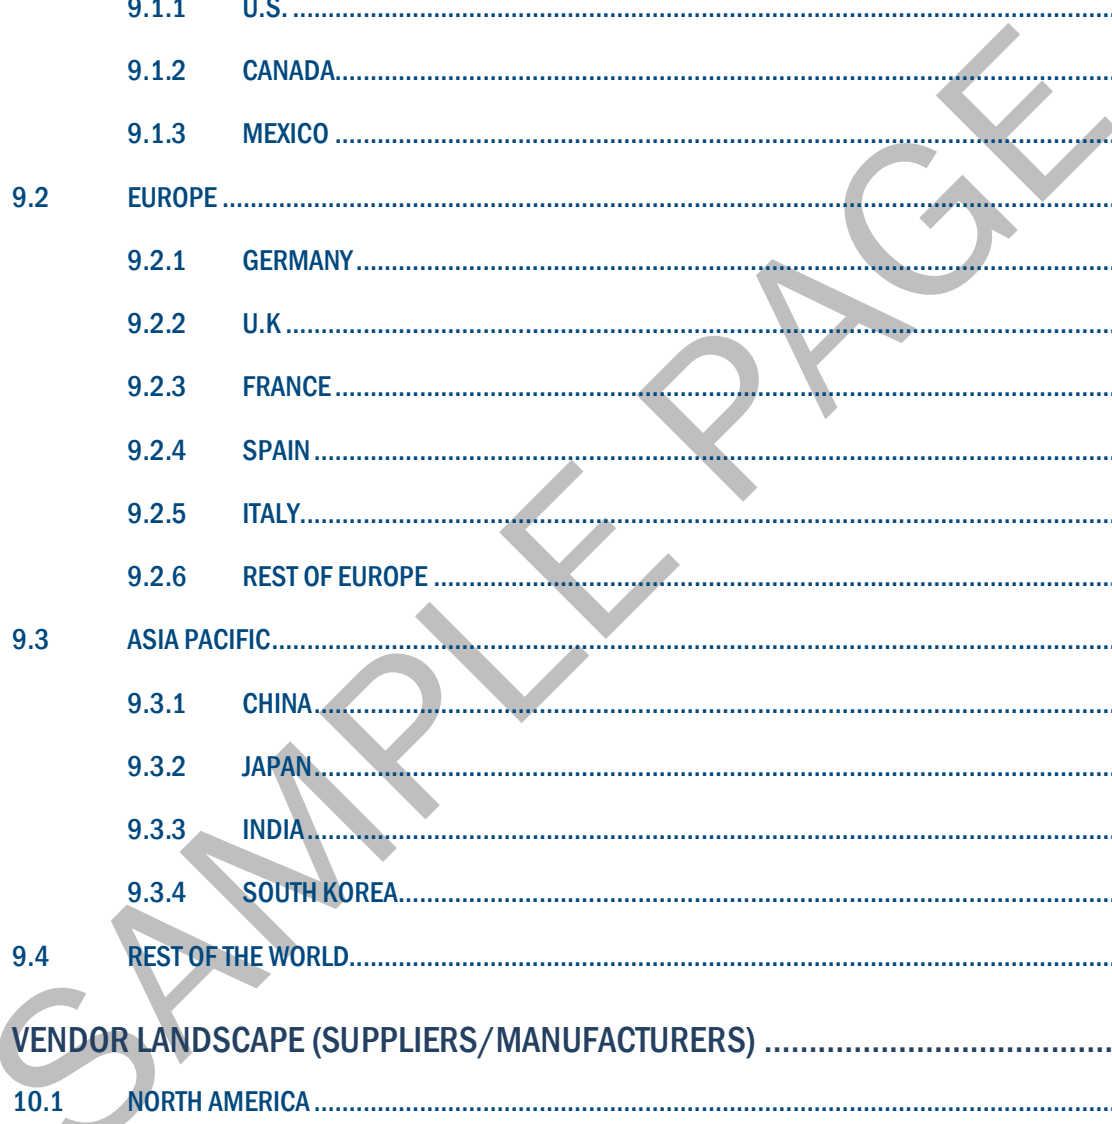 9.1.1 U.S. ........................................................................
9.1.2 CANADA........................................................................
9.1.3 MEXICO ........................................................................
9.2 EUROPE ........................................................................
9.2.1 GERMANY ........................................................................
9.2.2 U.K ........................................................................
9.2.3 FRANCE ........................................................................
9.2.4 SPAIN ........................................................................
9.2.5 ITALY........................................................................
9.2.6 REST OF EUROPE ........................................................................
9.3 ASIA PACIFIC........................................................................
9.3.1 CHINA........................................................................
9.3.2 JAPAN........................................................................
9.3.3 INDIA........................................................................
9.3.4 SOUTH KOREA........................................................................
9.4 REST OF THE WORLD........................................................................
VENDOR LANDSCAPE (SUPPLIERS/MANUFACTURERS) ........................................
10.1 NORTH AMERICA ........................................................................
SAMPLE PAGE